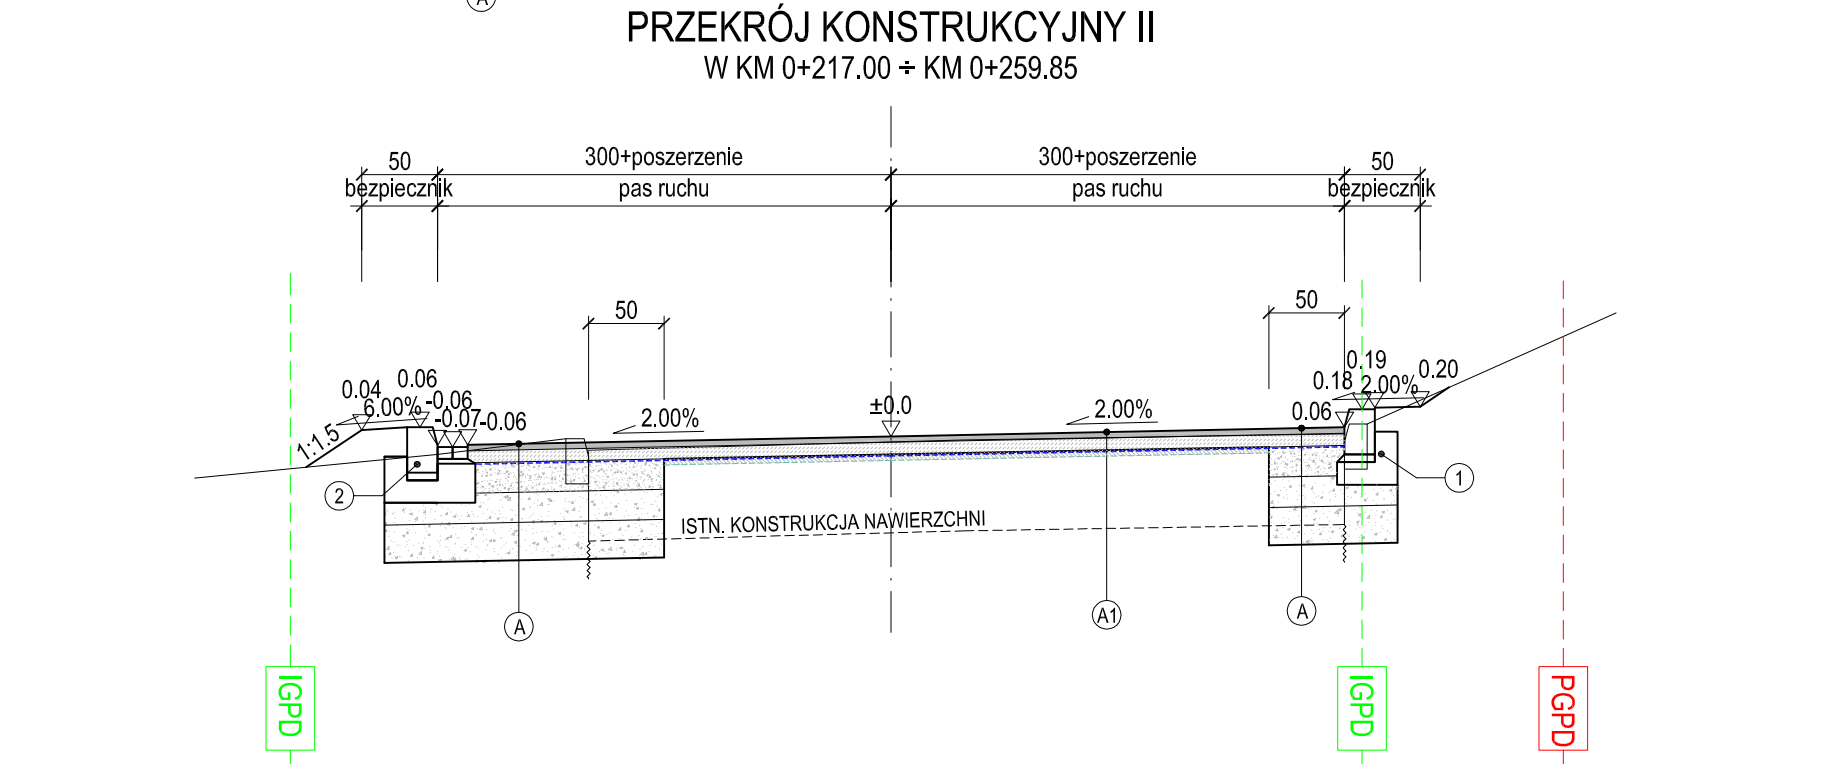 A
PRZEKRÓJ KONSTRUKCYJNY II
W KM 0+217.00 ÷ KM 0+259.85
50 300+poszerzenie 300+poszerzenie 50
bezpiecznik pas ruchu pas ruchu bezpiecznik
50 50
0.04 0.06 -0.06 0.18 0.19 0.20
6.00% -0.07 -0.06 2.00% ±0.0 2.00% 0.06 2.00%
1:1.5
2 1
ISTN. KONSTRUKCJA NAWIERZCHNI
A A1 A
IGPD IGPD PGPD